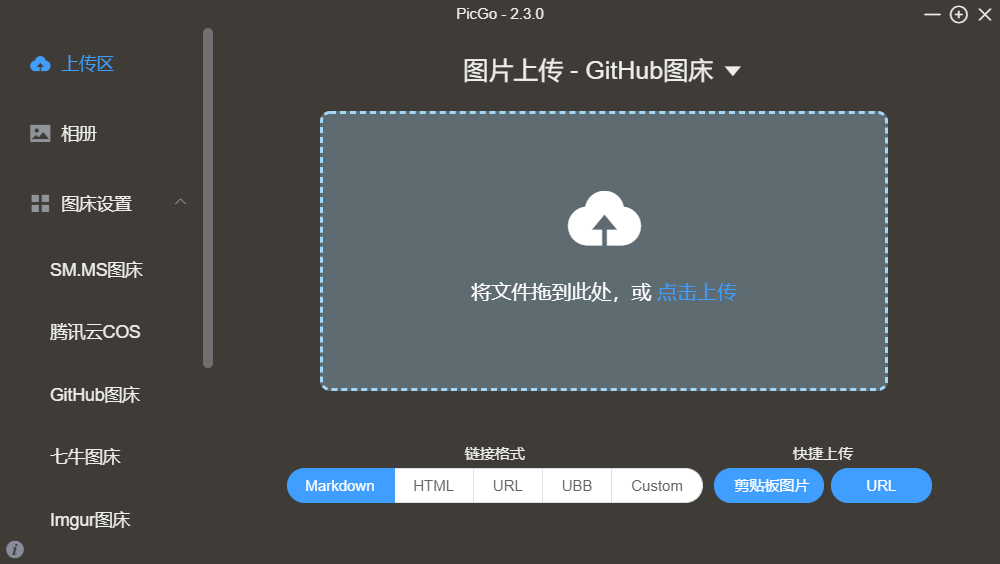 PicGo - 2.3.0
上传区
相册
图床设置
SM.MS图床
腾讯云COS
GitHub图床
七牛图床
Imgur图床
图片上传 - GitHub图床
将文件拖到此处，或 点击上传
链接格式
Markdown HTML URL UBB Custom
快捷上传
剪贴板图片 URL